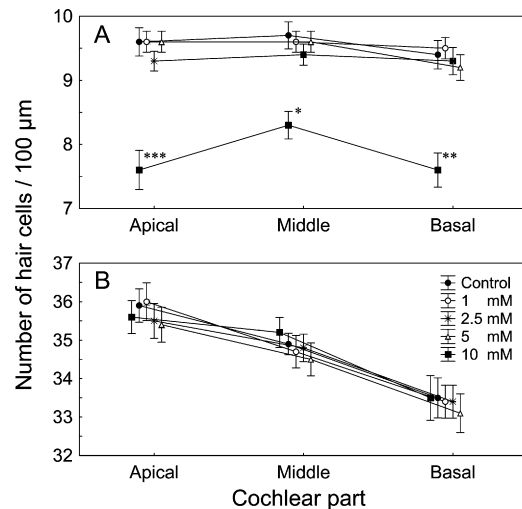 A
10
9
8
7
***
*
**
Apical Middle Basal
Number of hair cells / 100 µm
B
37
36
35
34
33
32
Control
1 mM
2.5 mM
5 mM
10 mM
Apical Middle Basal
Cochlear part